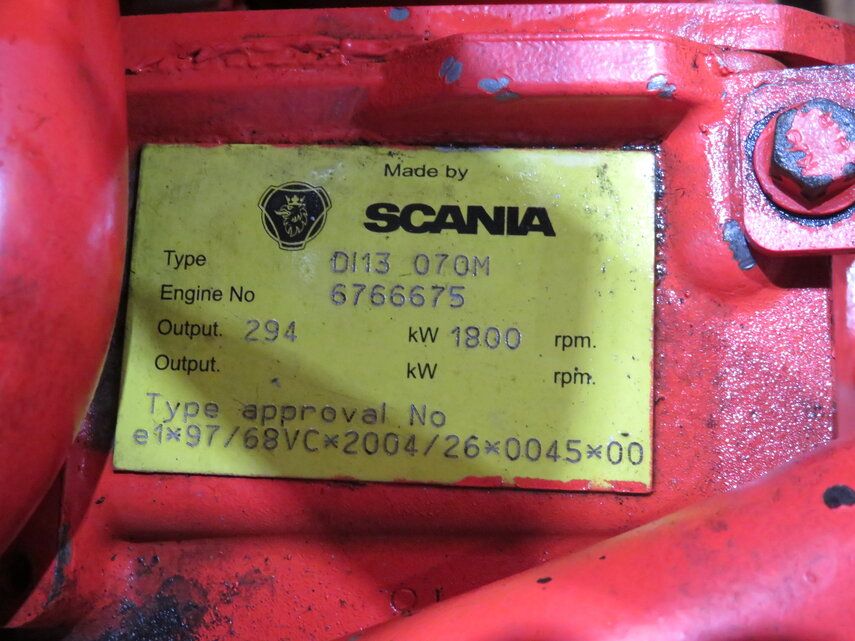 Made by
SCANIA
Type DI13 070M
Engine No 6766675
Output. 294 kW 1800 rpm.
Output. kW rpm.
Type approval No
e1*97/68VC*2004/26*0045*00